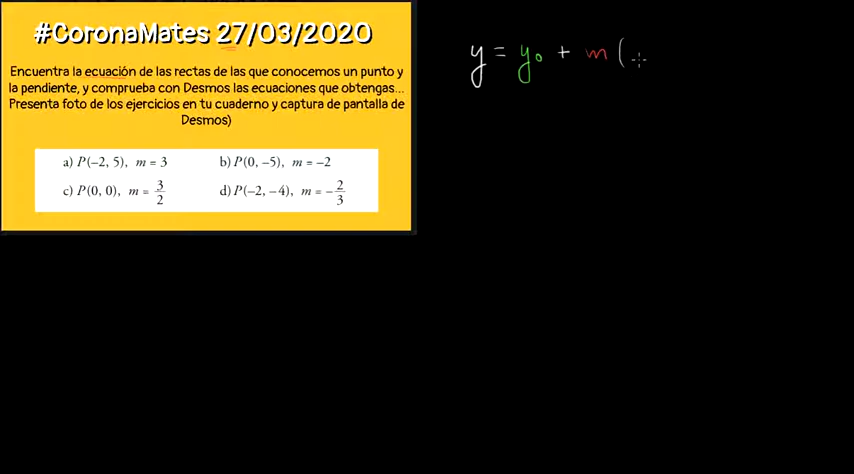 #CoronaMates 27/03/2020
Encuentra la ecuación de las rectas de las que conocemos un punto y
la pendiente, y comprueba con Desmos las ecuaciones que obtengas...
Presenta foto de los ejercicios en tu cuaderno y captura de pantalla de
Desmos)
a) P(–2, 5), m = 3 b) P(0, –5), m = –2
c) P(0, 0), m = 3/2 d) P(–2, –4), m = –2/3
y = y₀ + m (